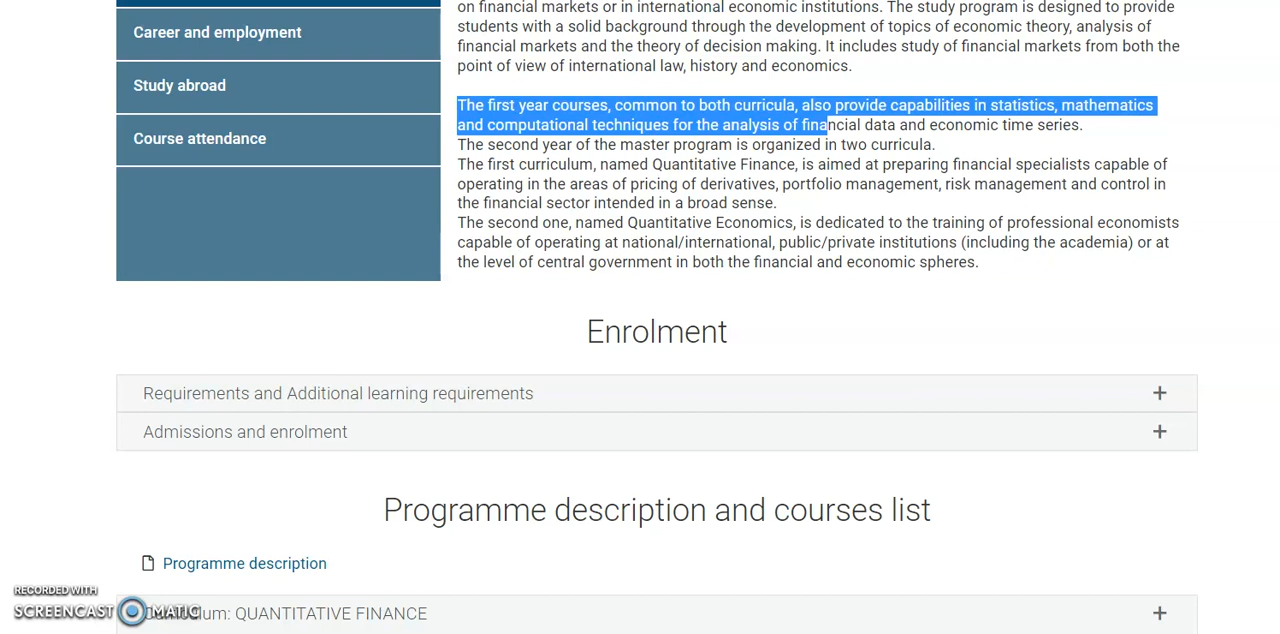 Career and employment
Study abroad
Course attendance
on financial markets or in international economic institutions. The study program is designed to provide
students with a solid background through the development of topics of economic theory, analysis of
financial markets and the theory of decision making. It includes study of financial markets from both the
point of view of international law, history and economics.
The first year courses, common to both curricula, also provide capabilities in statistics, mathematics
and computational techniques for the analysis of financial data and economic time series.
The second year of the master program is organized in two curricula.
The first curriculum, named Quantitative Finance, is aimed at preparing financial specialists capable of
operating in the areas of pricing of derivatives, portfolio management, risk management and control in
the financial sector intended in a broad sense.
The second one, named Quantitative Economics, is dedicated to the training of professional economists
capable of operating at national/international, public/private institutions (including the academia) or at
the level of central government in both the financial and economic spheres.
Enrolment
Requirements and Additional learning requirements +
Admissions and enrolment +
Programme description and courses list
Programme description
RECORDED WITH
SCREENCAST MATIC
Curriculum: QUANTITATIVE FINANCE +